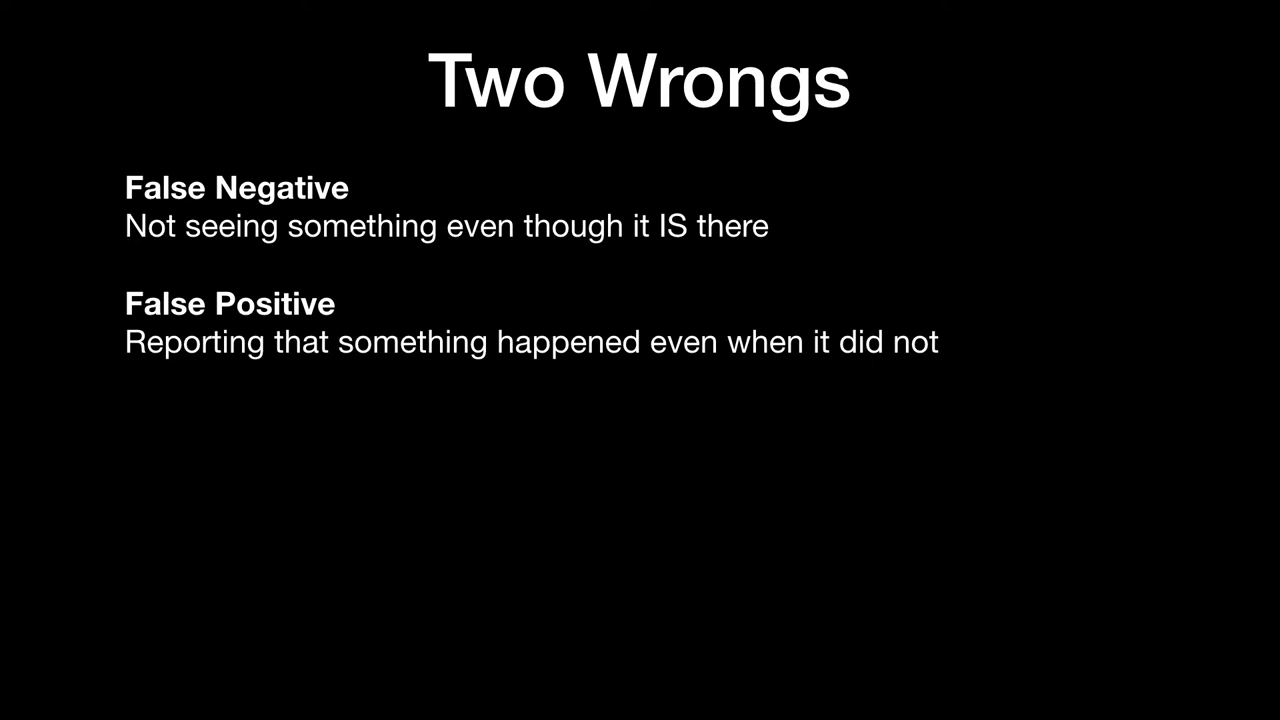 Two Wrongs
False Negative
Not seeing something even though it IS there
False Positive
Reporting that something happened even when it did not